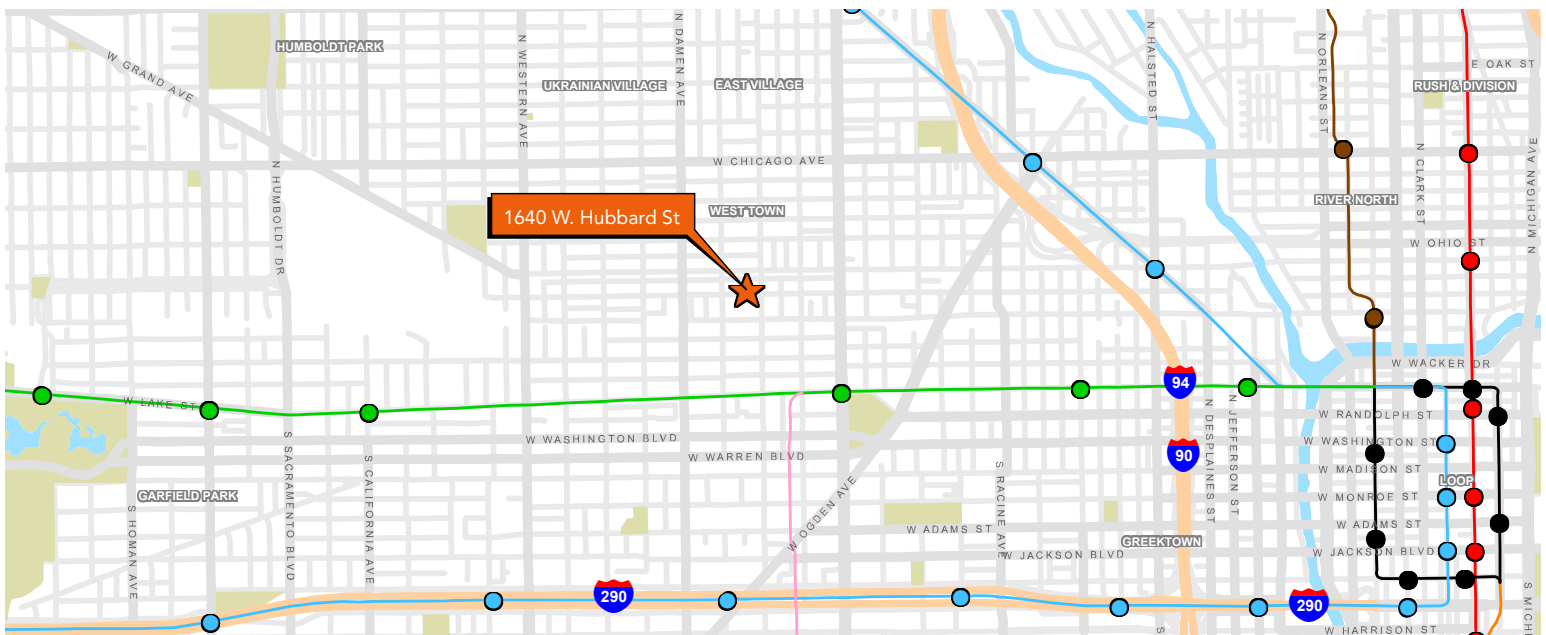 HUMBOLDT PARK
W GRAND AVE
N HUMBOLDT DR
N WESTERN AVE
UKRAINIAN VILLAGE
N DAMEN AVE
EAST VILLAGE
N HALSTED ST
N ORLEANS ST
E OAK ST
RUSH & DIVISION
W CHICAGO AVE
N CLARK ST
N MICHIGAN AVE
1640 W. Hubbard St
WEST TOWN
RIVER NORTH
W OHIO ST
W WACKER DR
94
W LAKE ST
W RANDOLPH ST
W WASHINGTON BLVD
W WASHINGTON ST
W WARREN BLVD
90
N DESPLAINES ST
N JEFFERSON ST
W MADISON ST
LOOP
GARFIELD PARK
S HOMAN AVE
S SACRAMENTO BLVD
S CALIFORNIA AVE
W OGDEN AVE
S RACINE AVE
W MONROE ST
W ADAMS ST
W ADAMS ST
GREEKTOWN
W JACKSON BLVD
W JACKSON BLVD
290
290
W HARRISON ST
S
S MICH